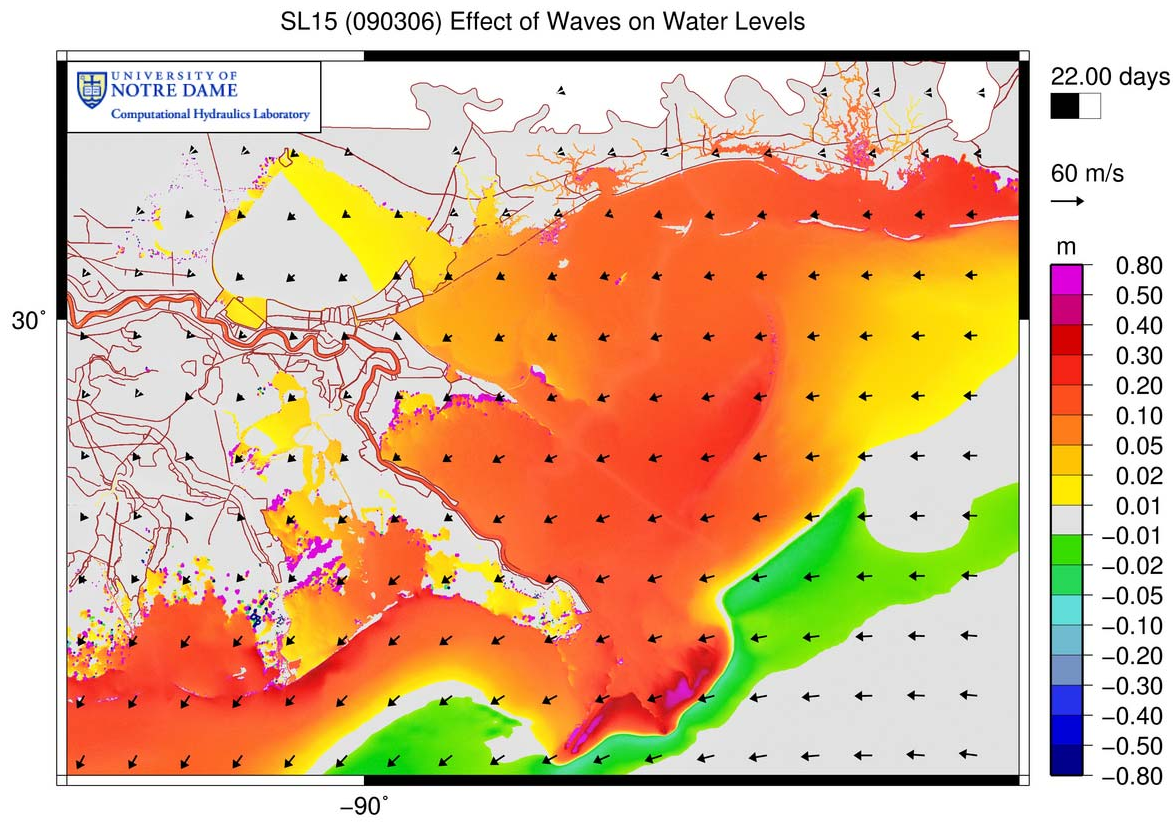 SL15 (090306) Effect of Waves on Water Levels
UNIVERSITY OF
NOTRE DAME
Computational Hydraulics Laboratory
22.00 days
60 m/s
m
0.80
0.50
0.40
0.30
0.20
0.10
0.05
0.02
0.01
−0.01
−0.02
−0.05
−0.10
−0.20
−0.30
−0.40
−0.50
−0.80
30˚
−90˚